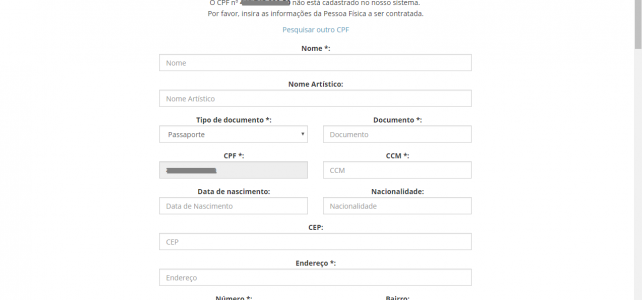 O CPF nº não está cadastrado no nosso sistema.
Por favor, insira as informações da Pessoa Física a ser contratada.
Pesquisar outro CPF
Nome *:
Nome
Nome Artístico:
Nome Artístico
Tipo de documento *: Documento *:
Passaporte Documento
CPF *: CCM *:
CCM
Data de nascimento: Nacionalidade:
Data de Nascimento Nacionalidade
CEP:
CEP
Endereço *:
Endereço
Número *: Bairro: